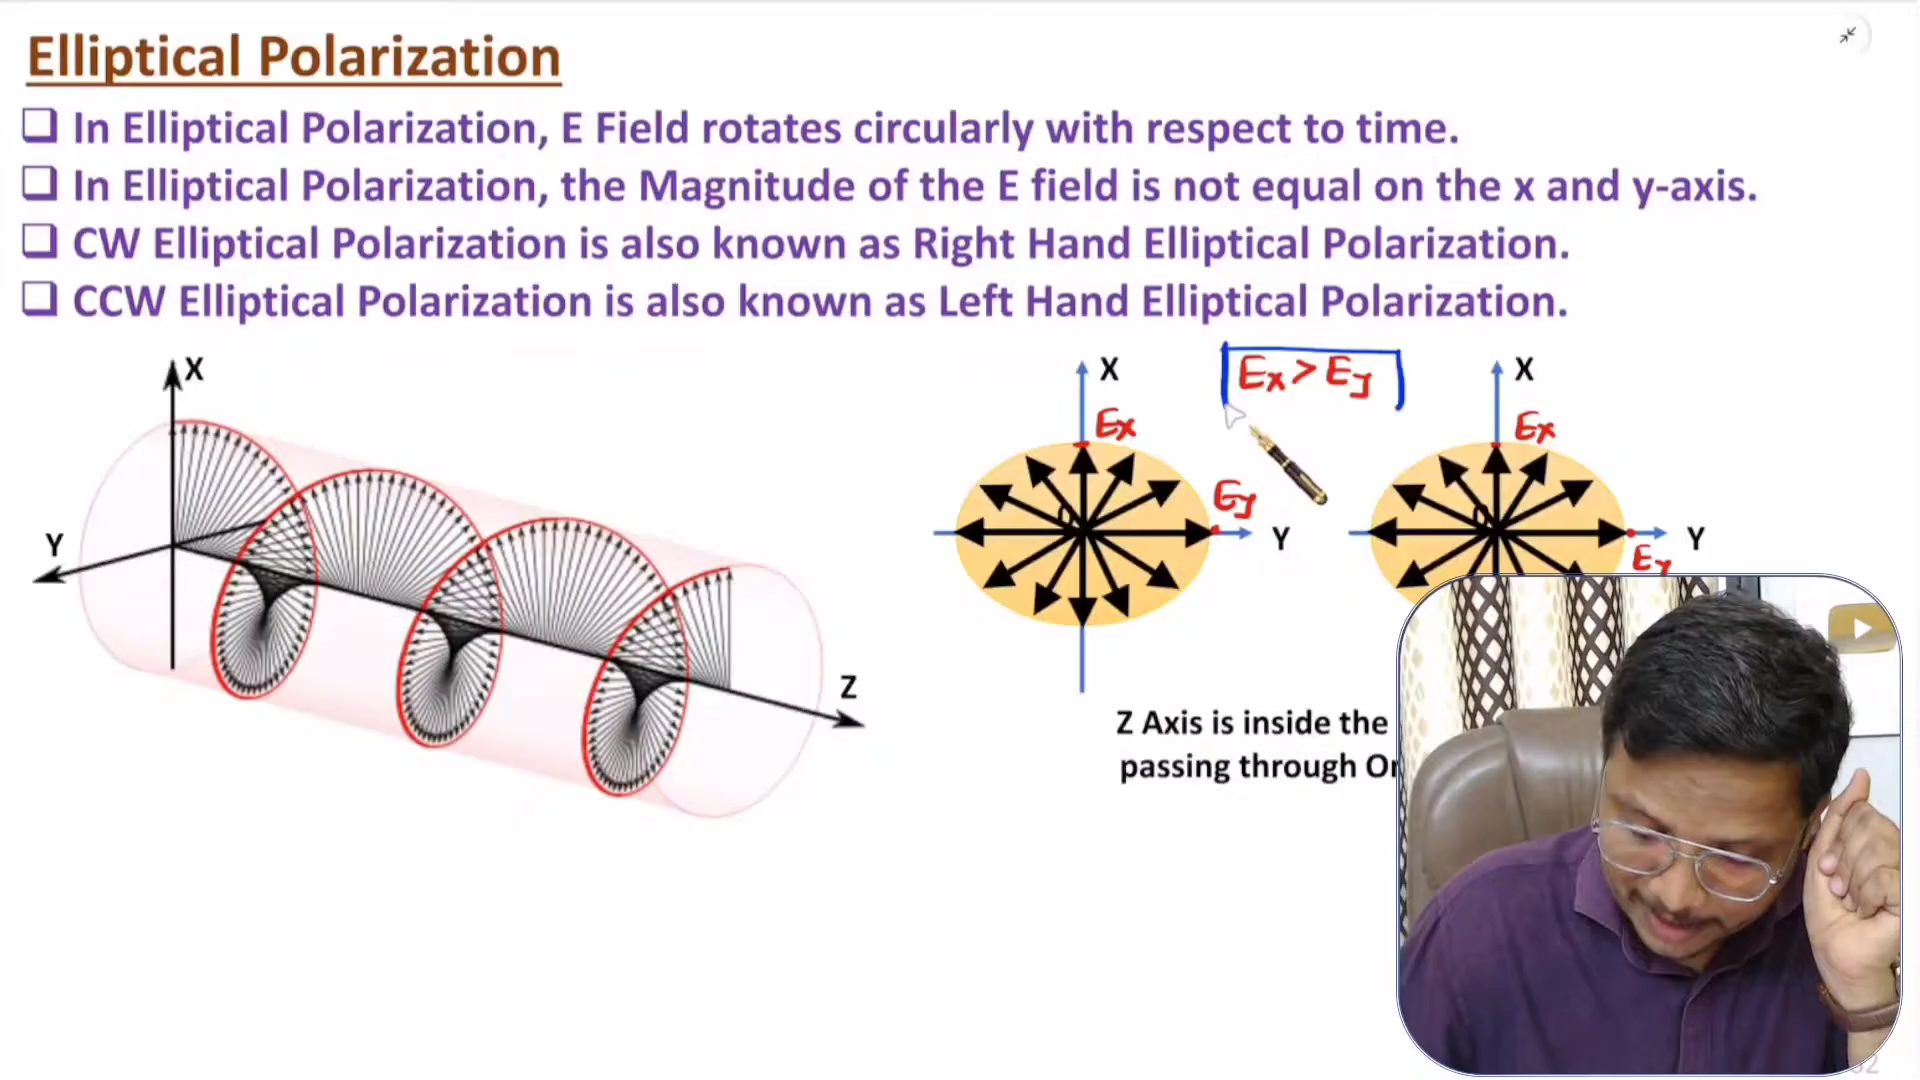 Elliptical Polarization
❑ In Elliptical Polarization, E Field rotates circularly with respect to time.
❑ In Elliptical Polarization, the Magnitude of the E field is not equal on the x and y-axis.
❑ CW Elliptical Polarization is also known as Right Hand Elliptical Polarization.
❑ CCW Elliptical Polarization is also known as Left Hand Elliptical Polarization.
X
Y
Z
X
Ex > Ey
X
Ex
Ex
Ey
Y
Y
Ey
Z Axis is inside the
passing through